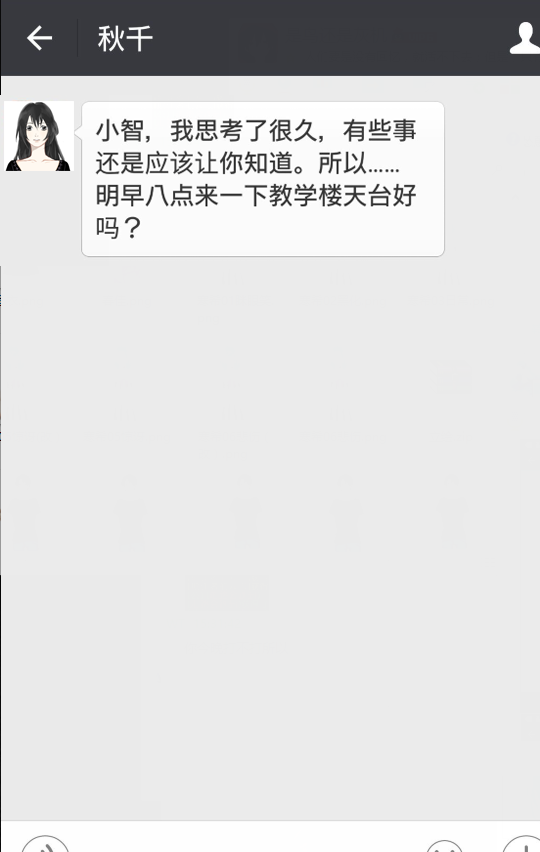 秋千
小智，我思考了很久，有些事
还是应该让你知道。所以……
明早八点来一下教学楼天台好
吗？